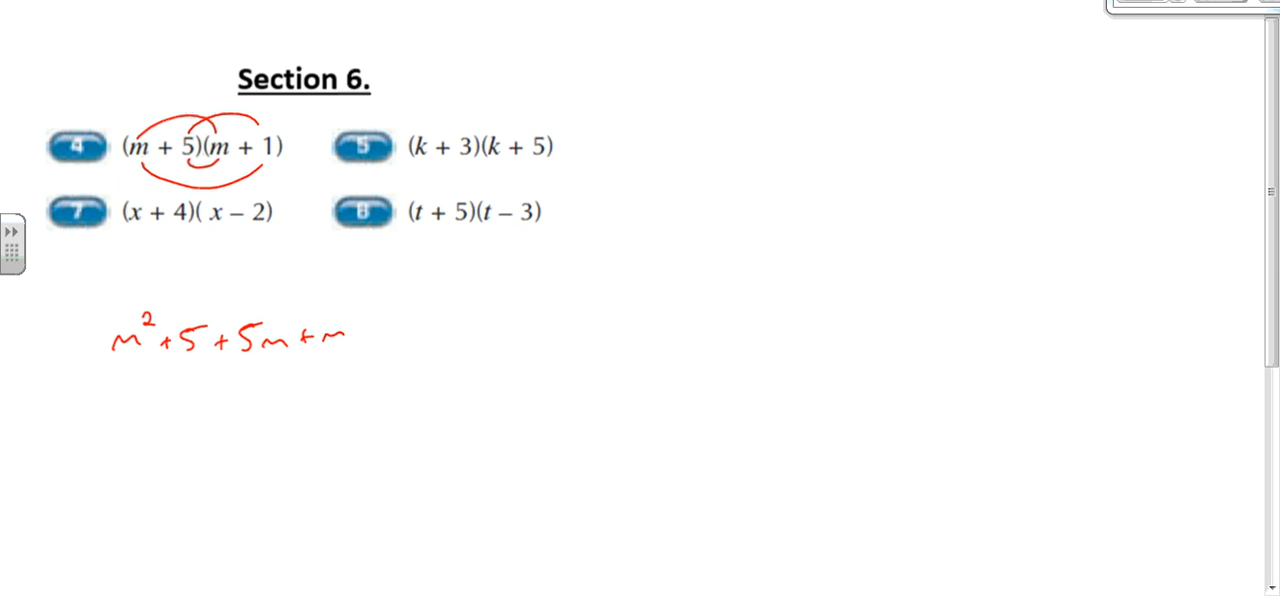 Section 6.
4 (m + 5)(m + 1) 5 (k + 3)(k + 5)
7 (x + 4)( x – 2) 8 (t + 5)(t – 3)
m² + 5 + 5m + m